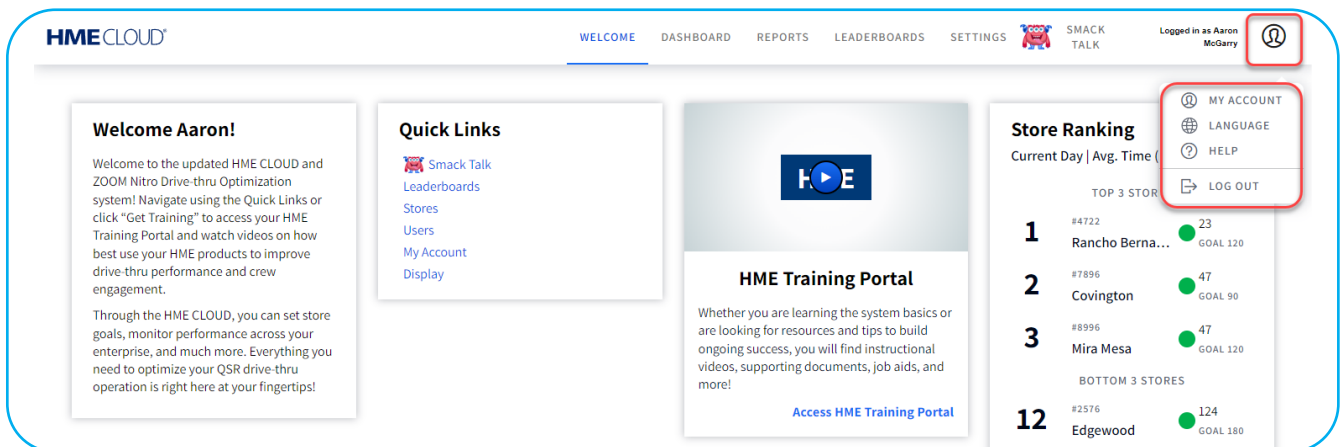 HME CLOUD®
WELCOME DASHBOARD REPORTS LEADERBOARDS SETTINGS SMACK TALK
Logged in as Aaron
McGarry
MY ACCOUNT
LANGUAGE
HELP
LOG OUT
Welcome Aaron!
Welcome to the updated HME CLOUD and
ZOOM Nitro Drive-thru Optimization
system! Navigate using the Quick Links or
click “Get Training” to access your HME
Training Portal and watch videos on how
best use your HME products to improve
drive-thru performance and crew
engagement.
Through the HME CLOUD, you can set store
goals, monitor performance across your
enterprise, and much more. Everything you
need to optimize your QSR drive-thru
operation is right here at your fingertips!
Quick Links
Smack Talk
Leaderboards
Stores
Users
My Account
Display
H E
HME Training Portal
Whether you are learning the system basics or
are looking for resources and tips to build
ongoing success, you will find instructional
videos, supporting documents, job aids, and
more!
Access HME Training Portal
Store Ranking
Current Day | Avg. Time (
TOP 3 STOR
1 #4722 Rancho Berna... 23 GOAL 120
2 #7896 Covington 47 GOAL 90
3 #8996 Mira Mesa 47 GOAL 120
BOTTOM 3 STORES
12 #2576 Edgewood 124 GOAL 180